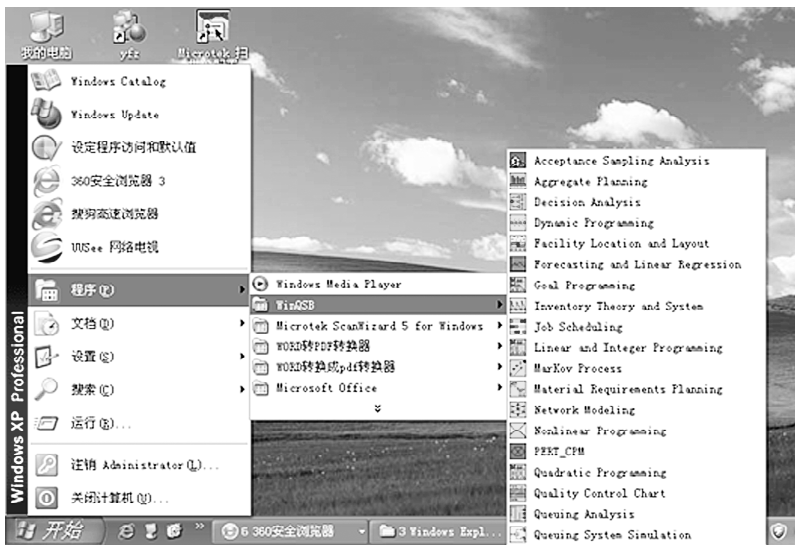 我的电脑
yfz
Microtek 扫
Windows Catalog
Windows Update
设定程序访问和默认值
360安全浏览器 3
搜狗高速浏览器
UUSee 网络电视
程序(P)
文档(D)
设置(S)
搜索(C)
运行(R)...
注销 Administrator(L)...
关闭计算机(U)...
Windows XP Professional
Windows Media Player
WinQSB
Microtek ScanWizard 5 for Windows
WORD转PDF转换器
WORD转换成pdf转换器
Microsoft Office
Acceptance Sampling Analysis
Aggregate Planning
Decision Analysis
Dynamic Programming
Facility Location and Layout
Forecasting and Linear Regression
Goal Programming
Inventory Theory and System
Job Scheduling
Linear and Integer Programming
MarKov Process
Material Requirements Planning
Network Modeling
Nonlinear Programming
PERT_CPM
Quadratic Programming
Quality Control Chart
Queuing Analysis
Queuing System Simulation
开始
6 360安全浏览器
3 Windows Expl...